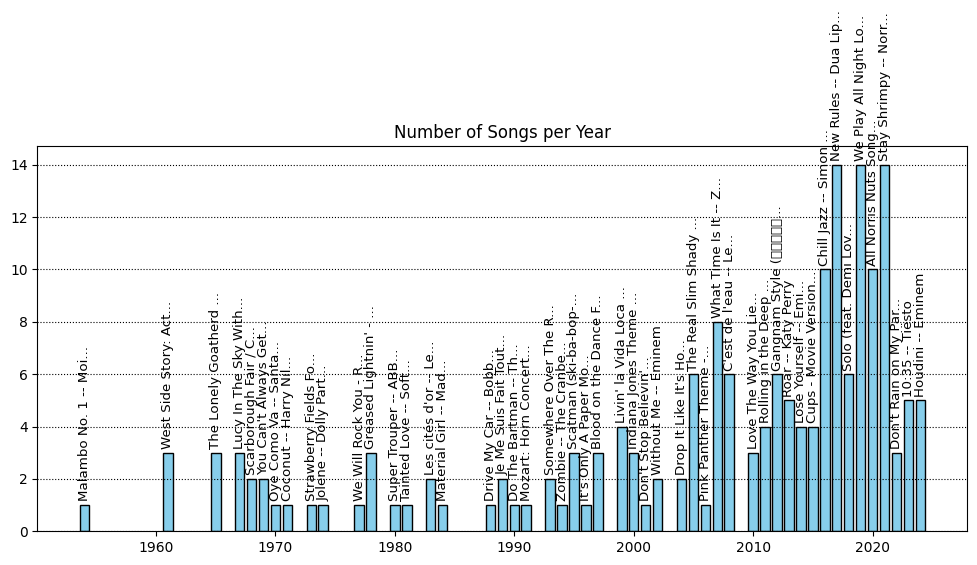 Number of Songs per Year
14
12
10
8
6
4
2
0
Malambo No. 1 -- Moi...
West Side Story: Act...
The Lonely Goatherd ...
Lucy In The Sky With...
Scarborough Fair / C...
You Can't Always Get...
Oye Como Va -- Santa...
Coconut -- Harry Nil...
Strawberry Fields Fo...
Jolene -- Dolly Part...
We Will Rock You - R...
Greased Lightnin' - ...
Super Trouper -- ABB...
Tainted Love -- Soft...
Les cités d'or -- Le...
Material Girl -- Mad...
Drive My Car -- Bobb...
Je Me Suis Fait Tout...
Do The Bartman -- Th...
Mozart: Horn Concert...
Somewhere Over The R...
Zombie -- The Cranbe...
Scatman (ski-ba-bop-...
It's Only A Paper Mo...
Blood on the Dance F...
Livin' la Vida Loca ...
Indiana Jones Theme ...
Don't Stop Believin'...
Without Me -- Eminem
Drop It Like It's Ho...
The Real Slim Shady ...
Pink Panther Theme -...
What Time Is It -- Z...
C'est de l'eau -- Le...
Love The Way You Lie...
Rolling in the Deep ...
Gangnam Style (▯▯▯▯▯...
Roar -- Katy Perry
Lose Yourself -- Emi...
Cups - Movie Version...
Chill Jazz -- Simon ...
New Rules -- Dua Lip...
Solo (feat. Demi Lov...
We Play All Night Lo...
All Norris Nuts Song...
Stay Shrimpy -- Norr...
Don't Rain on My Par...
10:35 -- Tiësto
Houdini -- Eminem
1960
1970
1980
1990
2000
2010
2020